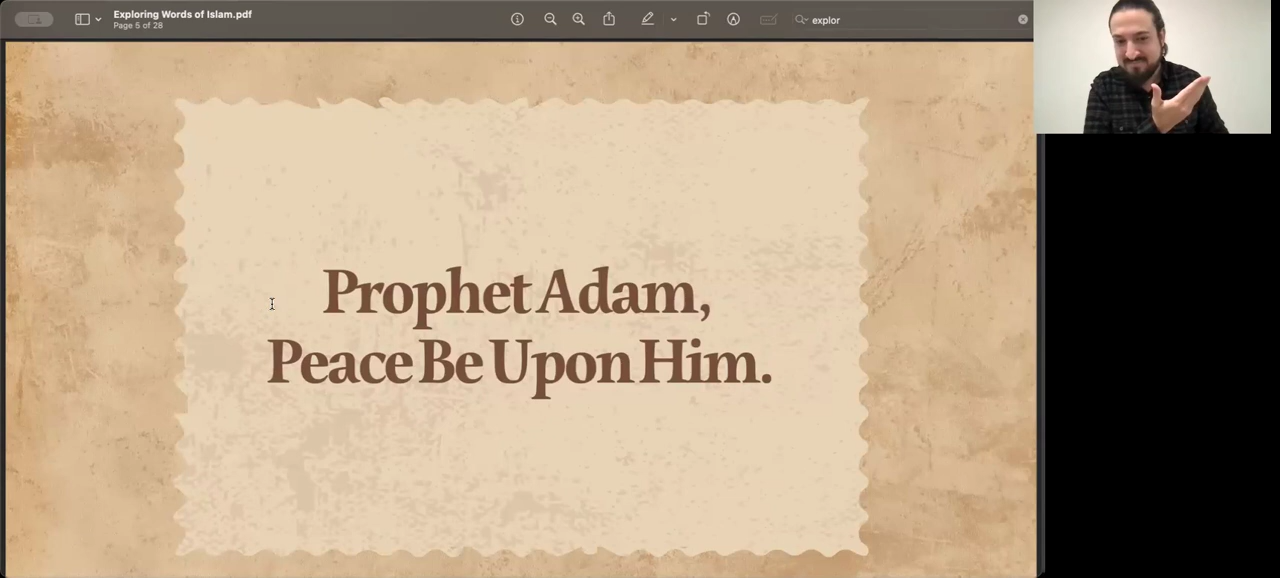 Exploring Words of Islam.pdf
Page 5 of 28
explor
Prophet Adam,
Peace Be Upon Him.